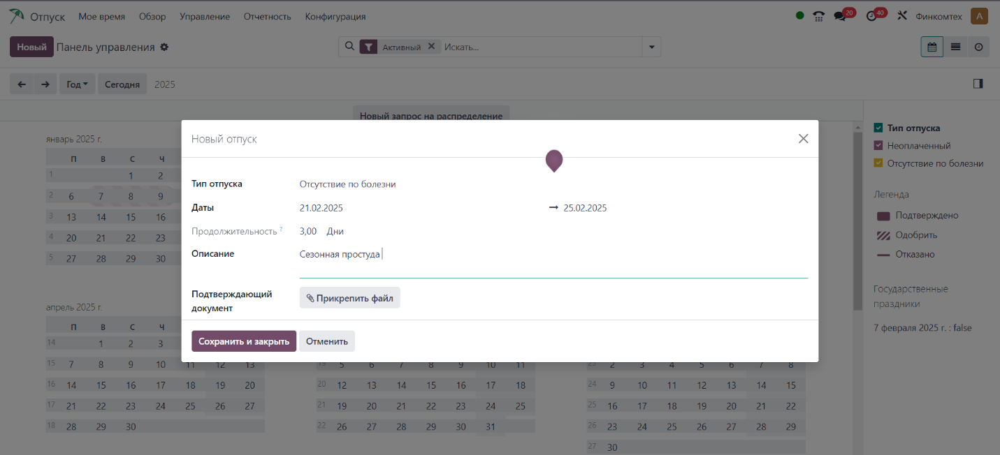 Отпуск Мое время Обзор Управление Отчетность Конфигурация 20 40 Финкомтех А
Новый Панель управления Активный Искать...
Год Сегодня 2025
Новый запрос на распределение
Новый отпуск
Тип отпуска Отсутствие по болезни
Даты 21.02.2025 → 25.02.2025
Продолжительность ? 3,00 Дни
Описание Сезонная простуда
Подтверждающий
документ
Прикрепить файл
Сохранить и закрыть Отменить
январь 2025 г.
П В С Ч
1 1 2
2 6 7 8 9
3 13 14 15 16
4 20 21 22 23
5 27 28 29 30
апрель 2025 г.
П В С Ч
14 1 2 3
15 7 8 9 10 11 12 13
16 14 15 16 17 18 19 20
17 21 22 23 24 25 26 27
18 28 29 30
19 5 6 7 8 9 10 11
20 12 13 14 15 16 17 18
21 19 20 21 22 23 24 25
22 26 27 28 29 30 31
23 2 3 4 5 6 7 8
24 9 10 11 12 13 14 15
25 16 17 18 19 20 21 22
26 23 24 25 26 27 28 29
27 30
Тип отпуска
Неоплаченный
Отсутствие по болезни
Легенда
Подтверждено
Одобрить
Отказано
Государственные
праздники
7 февраля 2025 г. : false